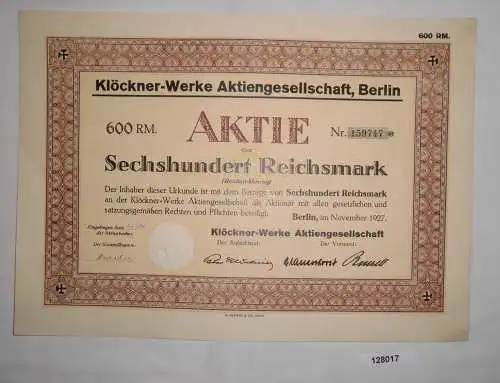 600 RM.
Klöckner-Werke Aktiengesellschaft, Berlin
600 RM. AKTIE Nr. 159747
über
Sechshundert Reichsmark
Der Inhaber dieser Urkunde ist mit dem Betrage von Sechshundert Reichsmark
an der Klöckner-Werke Aktiengesellschaft als Aktionär mit allen gesetzlichen und
satzungsgemäßen Rechten und Pflichten beteiligt. Berlin, im November 1927.
Klöckner-Werke Aktiengesellschaft
Der Aufsichtsrat: Der Vorstand:
128017